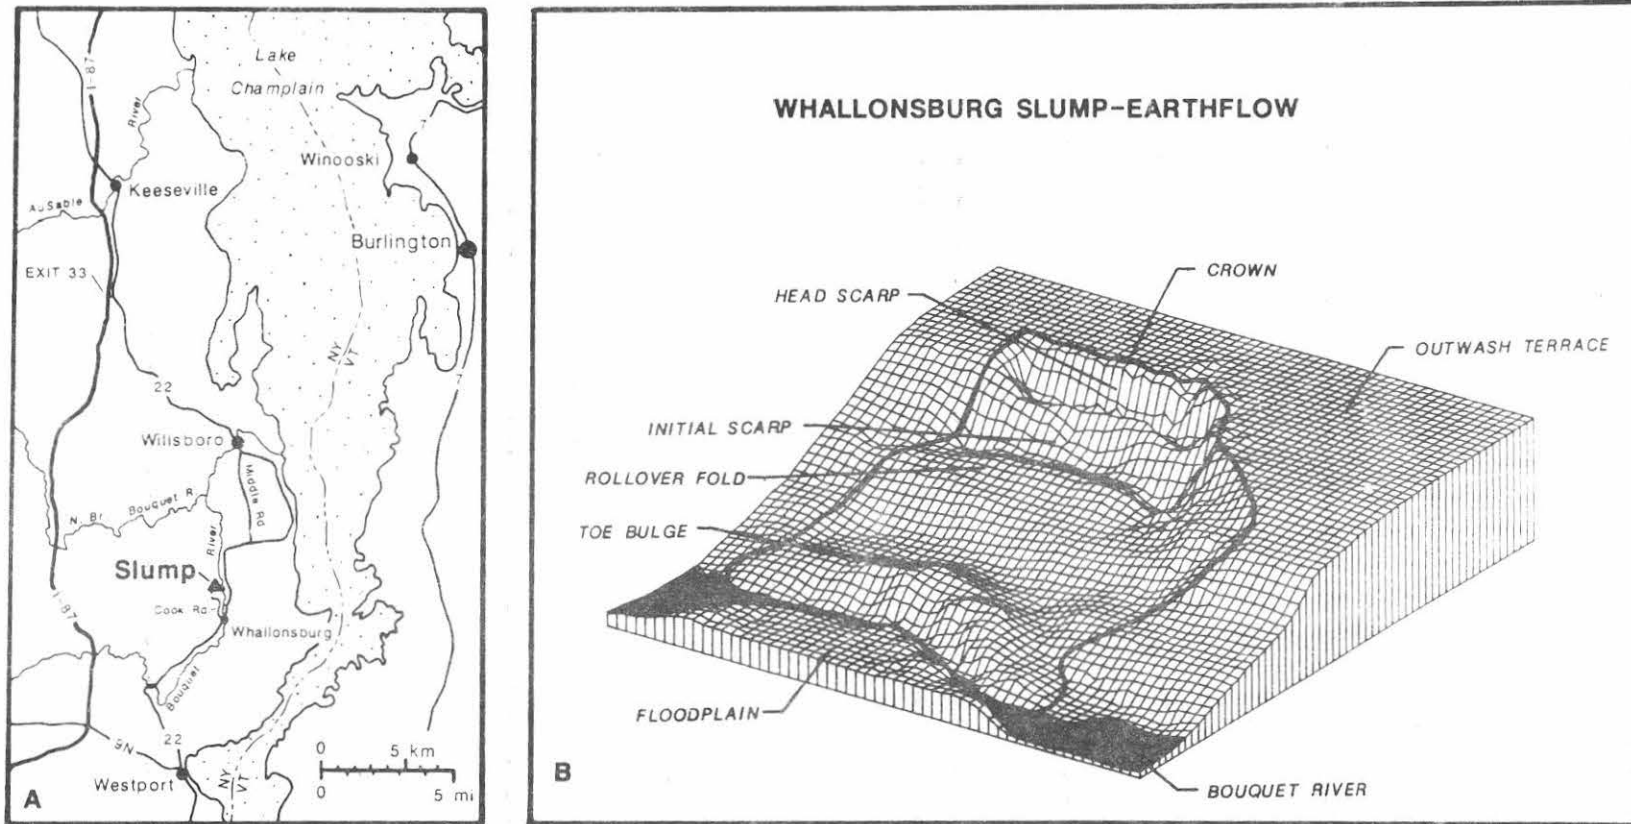 Lake
Champlain
I-87
River
Winooski
Keeseville
AuSable
Burlington
EXIT 33
NY
VT
7
22
Willsboro
Middle Rd
N. Br. Bouquet R.
River
Slump
Cook Rd
I-87
Whallonsburg
Bouquet
22
9N
0 5 km
Westport
NY
VT
0 5 mi
A
WHALLONSBURG SLUMP-EARTHFLOW
CROWN
HEAD SCARP
OUTWASH TERRACE
INITIAL SCARP
ROLLOVER FOLD
TOE BULGE
FLOODPLAIN
B
BOUQUET RIVER